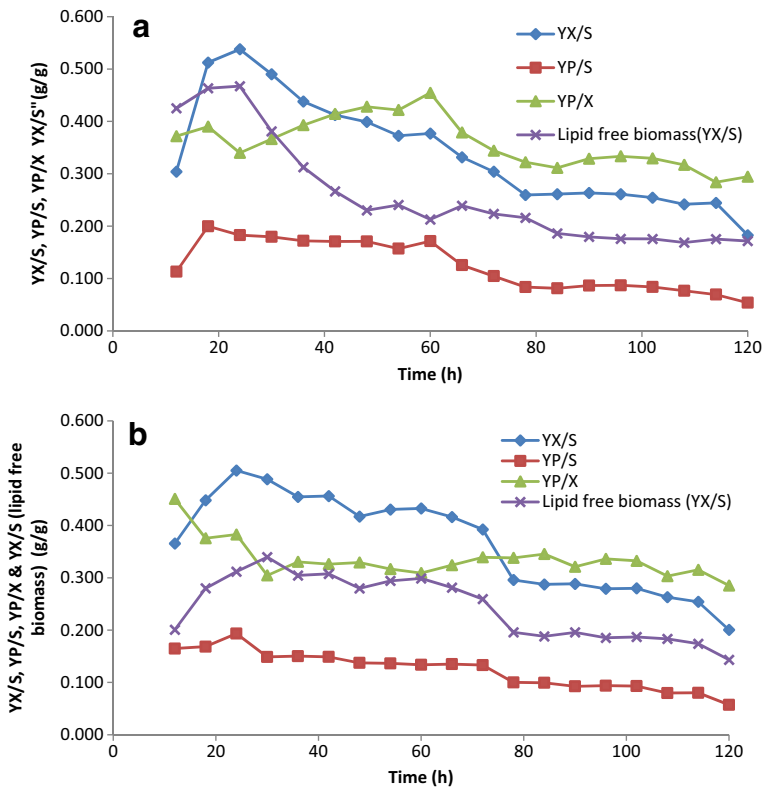 a
0.600
0.500
0.400
0.300
0.200
0.100
0.000
YX/S, YP/S, YP/X YX/S"(g/g)
YX/S
YP/S
YP/X
Lipid free biomass(YX/S)
0 20 40 60 80 100 120
Time (h)
b
0.600
0.500
0.400
0.300
0.200
0.100
0.000
YX/S, YP/S, YP/X & YX/S (lipid free
biomass) (g/g)
YX/S
YP/S
YP/X
Lipid free biomass (YX/S)
0 20 40 60 80 100 120
Time (h)